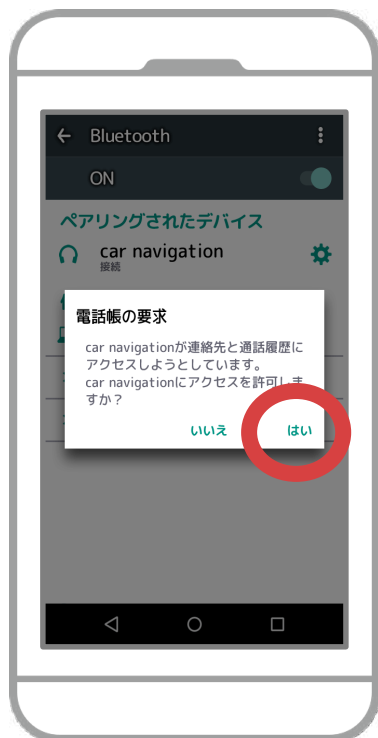 Bluetooth
ON
ペアリングされたデバイス
car navigation
接続
電話帳の要求
car navigationが連絡先と通話履歴に
アクセスしようとしています。
car navigationにアクセスを許可しま
すか？
いいえ
はい